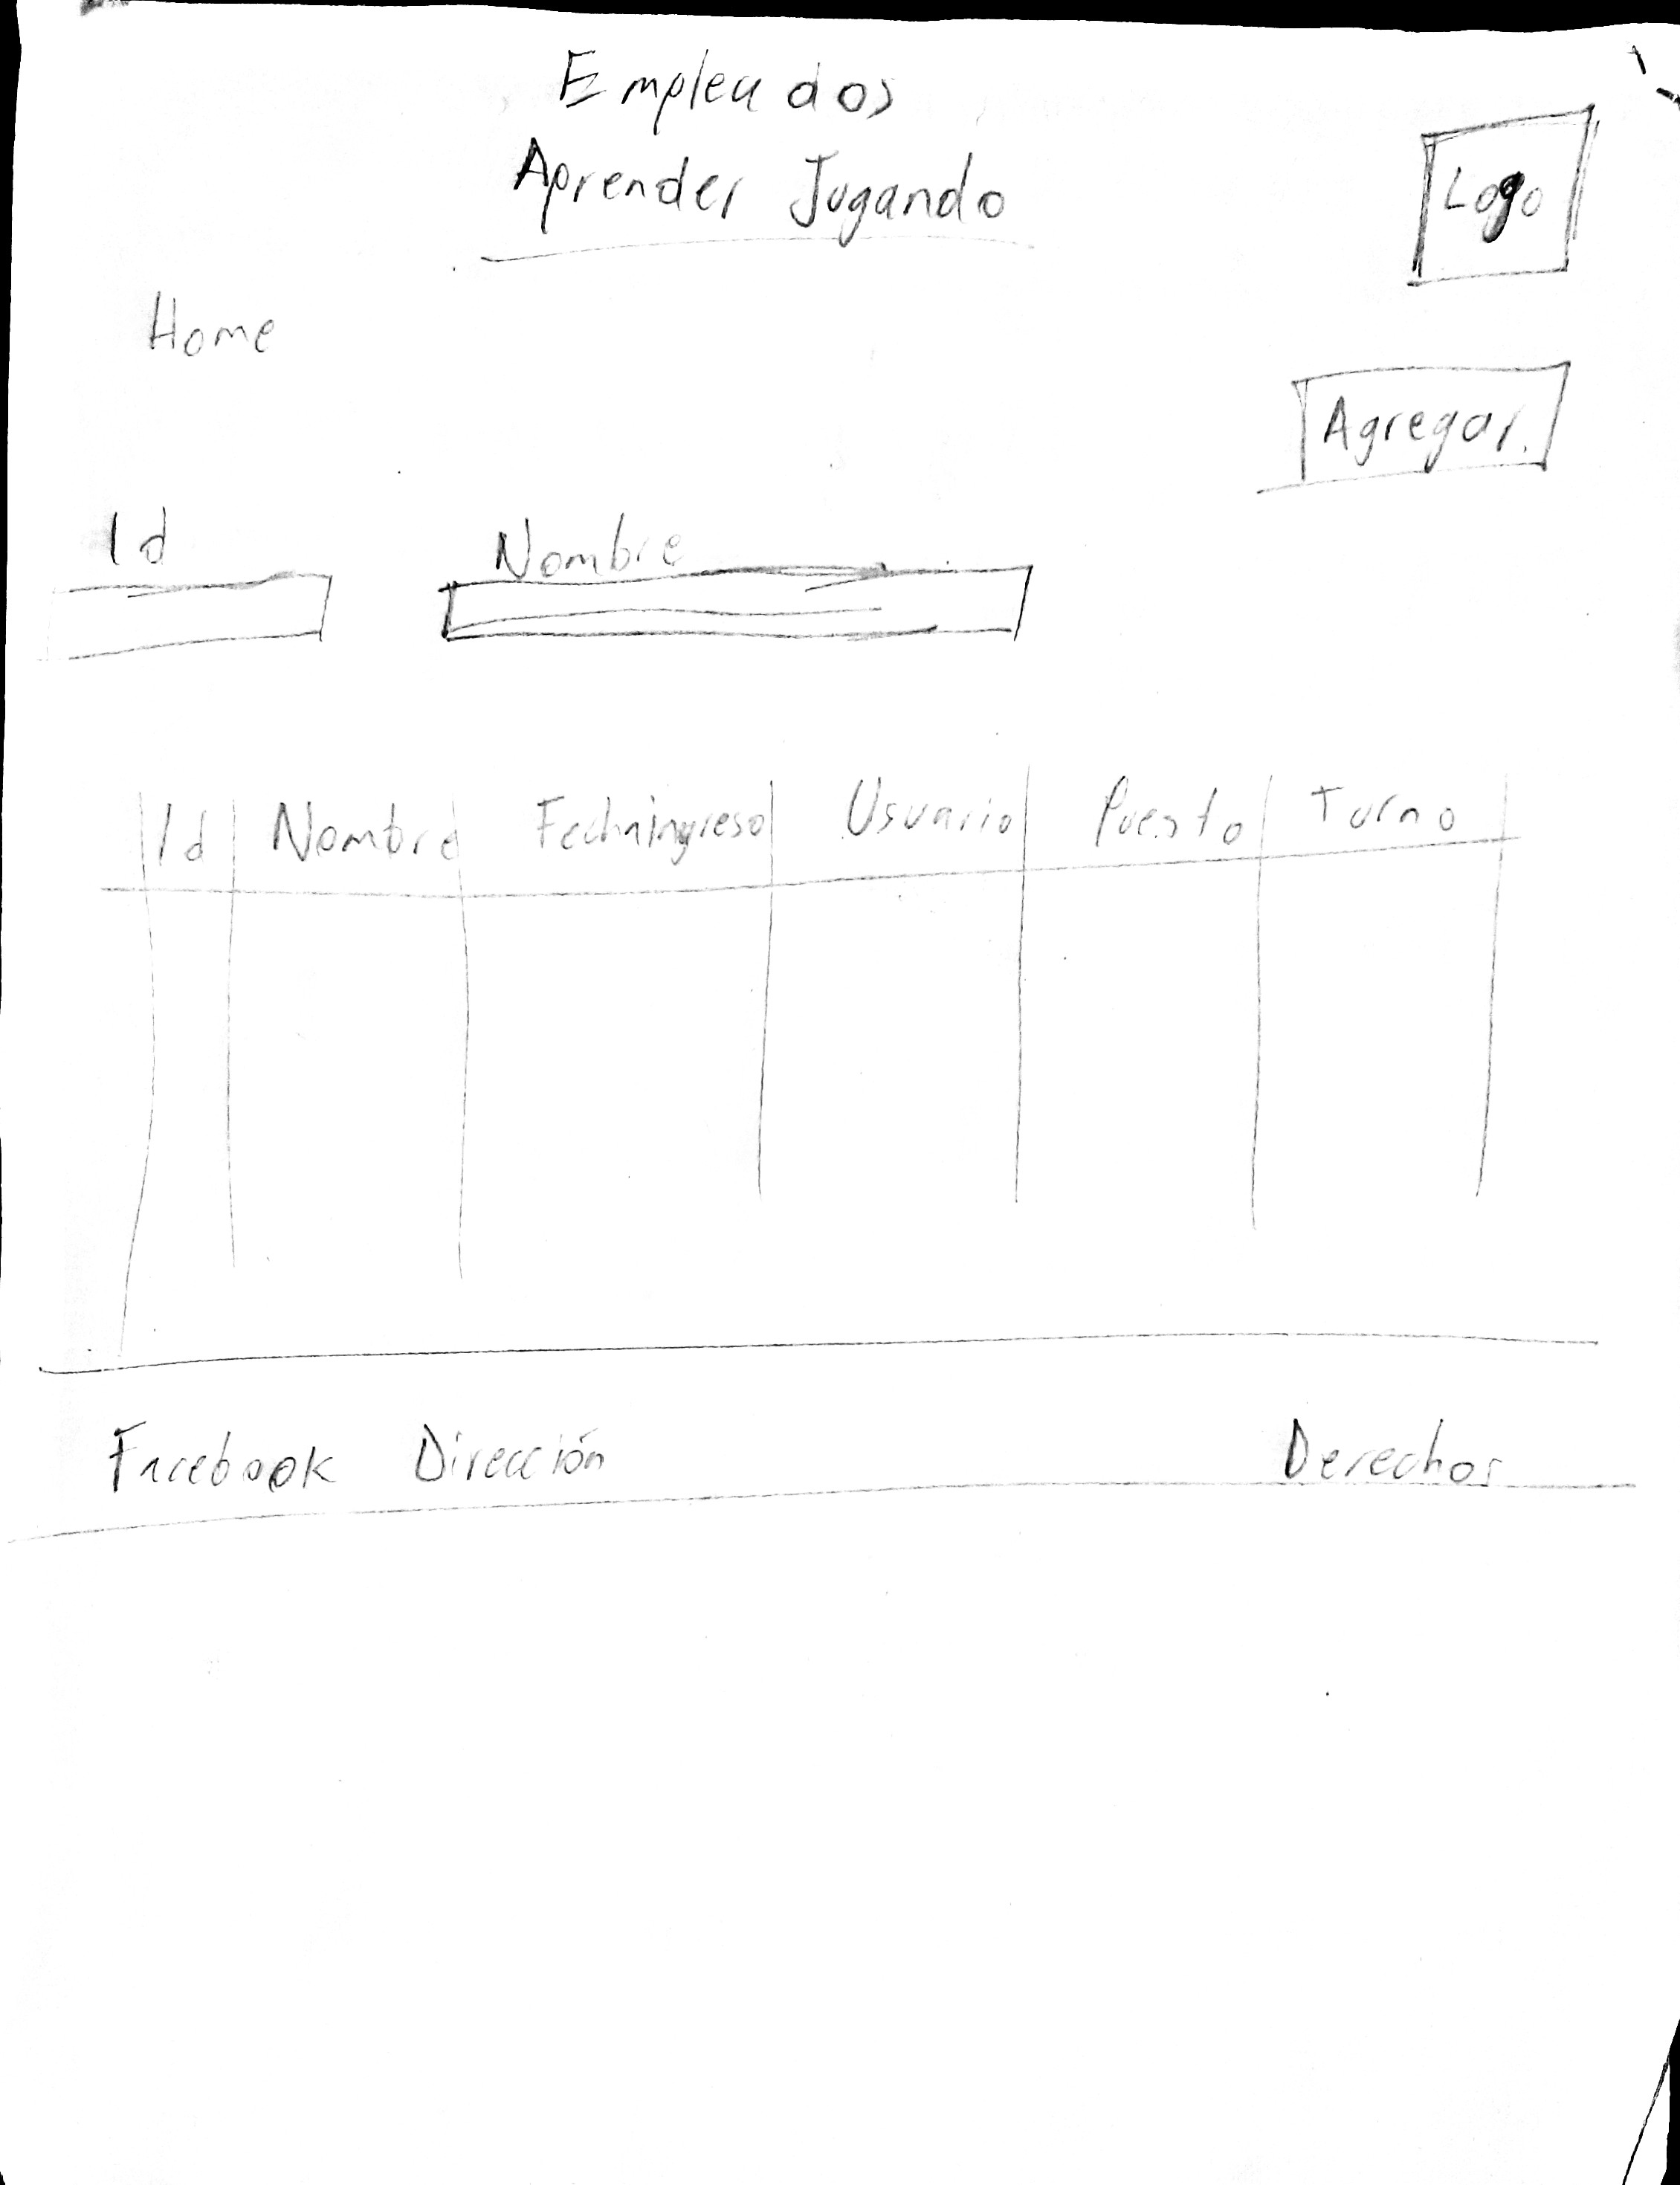 Empleados
Aprender Jugando
Logo
Home
Agregar.
Id Nombre
Id Nombre Fechaingreso Usuario Puesto Turno
Facebook Dirección Derechos